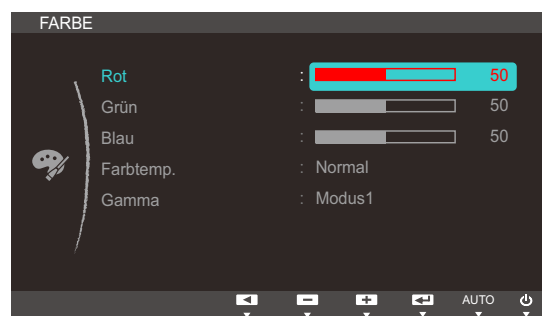 FARBE
Rot : 50
Grün : 50
Blau : 50
Farbtemp. : Normal
Gamma : Modus1
AUTO